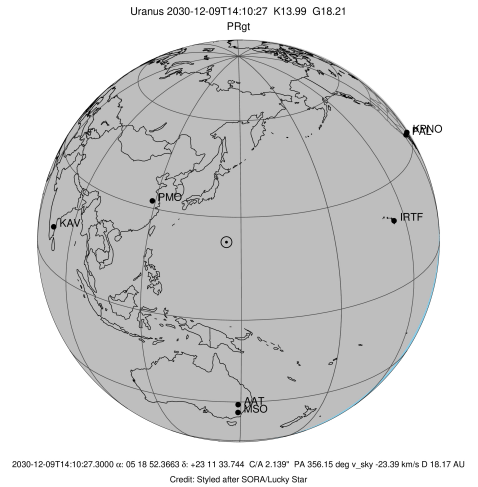 Uranus 2030-12-09T14:10:27 K13.99 G18.21
PRgt
KPNO
PAL
PMO
IRTF
KAV
AAT
MSO
2030-12-09T14:10:27.3000 α: 05 18 52.3663 δ: +23 11 33.744 C/A 2.139" PA 356.15 deg v_sky -23.39 km/s D 18.17 AU
Credit: Styled after SORA/Lucky Star